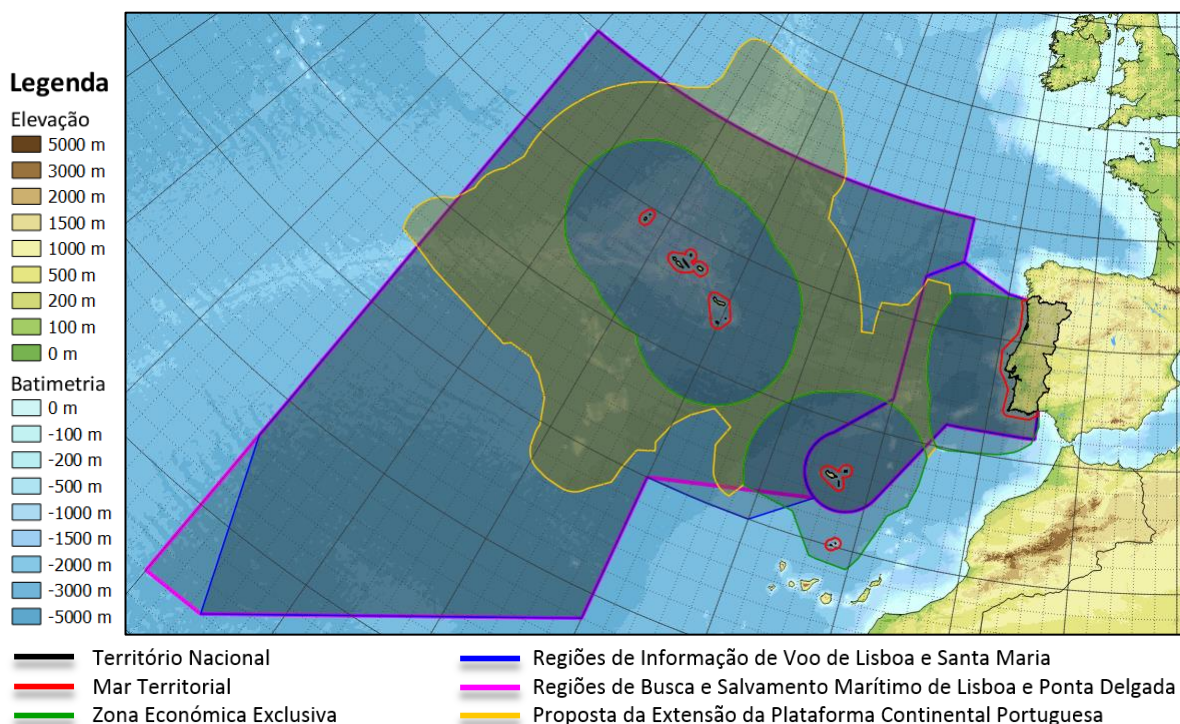 Legenda
Elevação
5000 m
3000 m
2000 m
1500 m
1000 m
500 m
200 m
100 m
0 m
Batimetria
0 m
-100 m
-200 m
-500 m
-1000 m
-1500 m
-2000 m
-3000 m
-5000 m
Território Nacional
Mar Territorial
Zona Económica Exclusiva
Regiões de Informação de Voo de Lisboa e Santa Maria
Regiões de Busca e Salvamento Marítimo de Lisboa e Ponta Delgada
Proposta da Extensão da Plataforma Continental Portuguesa